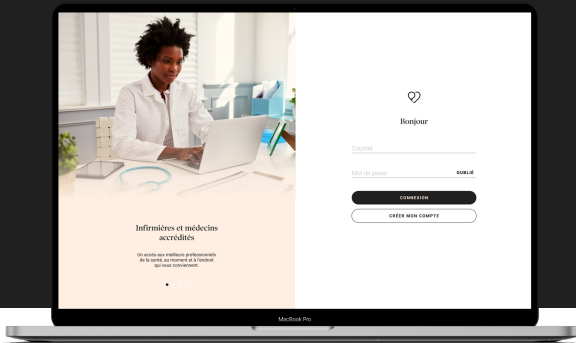 Infirmières et médecins
accrédités
Un accès aux meilleurs professionnels
de la santé, au moment et à l'endroit
qui vous conviennent.
Bonjour
Courriel
Mot de passe OUBLIÉ
CONNEXION
CRÉER MON COMPTE
MacBook Pro